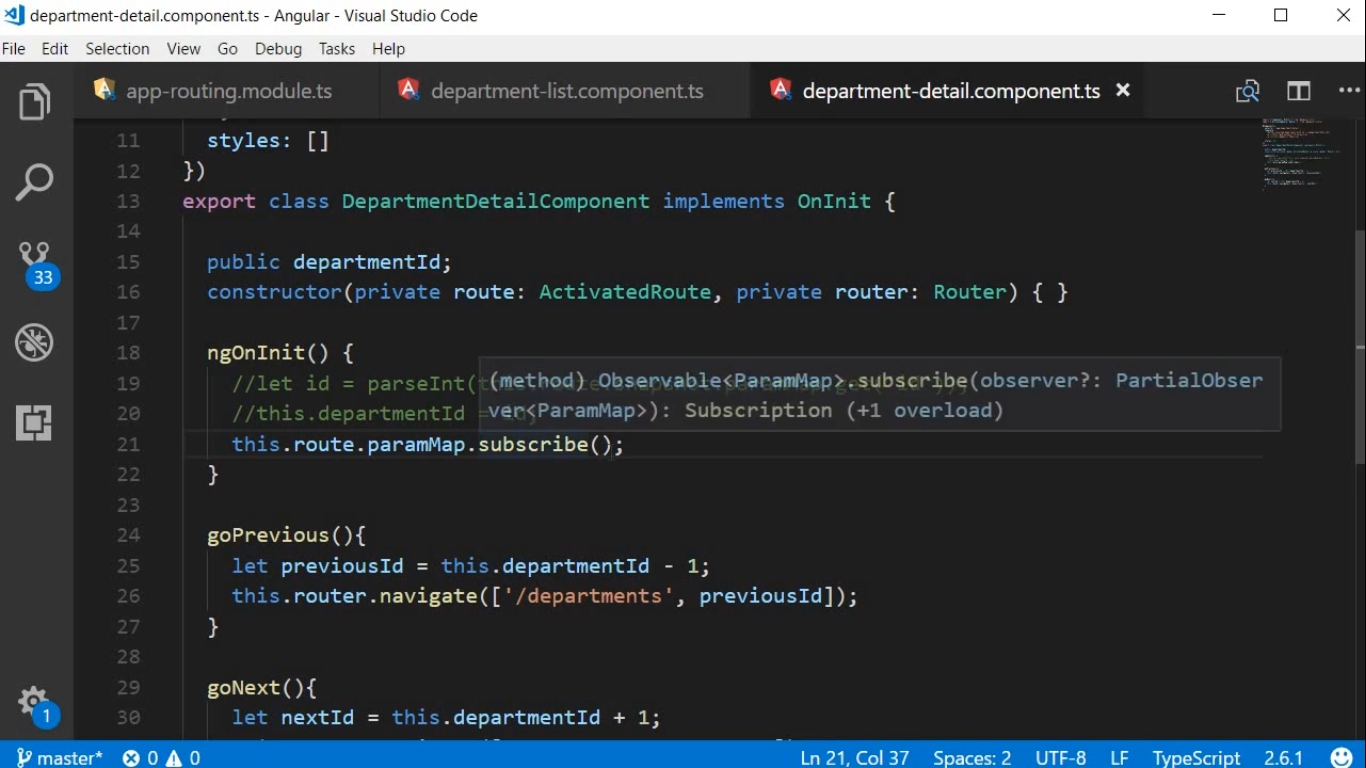 department-detail.component.ts - Angular - Visual Studio Code
File Edit Selection View Go Debug Tasks Help
app-routing.module.ts department-list.component.ts department-detail.component.ts
11 styles: []
12 })
13 export class DepartmentDetailComponent implements OnInit {
14
15 public departmentId;
16 constructor(private route: ActivatedRoute, private router: Router) { }
17
18 ngOnInit() {
(method) Observable<ParamMap>.subscribe(observer?: PartialObser
19 //let id = parseInt(
ver<ParamMap>): Subscription (+1 overload)
20 //this.departmentId =
21 this.route.paramMap.subscribe();
22 }
23
24 goPrevious(){
25 let previousId = this.departmentId - 1;
26 this.router.navigate(['/departments', previousId]);
27 }
28
29 goNext(){
30 let nextId = this.departmentId + 1;
33
1
master* 0 0 Ln 21, Col 37 Spaces: 2 UTF-8 LF TypeScript 2.6.1